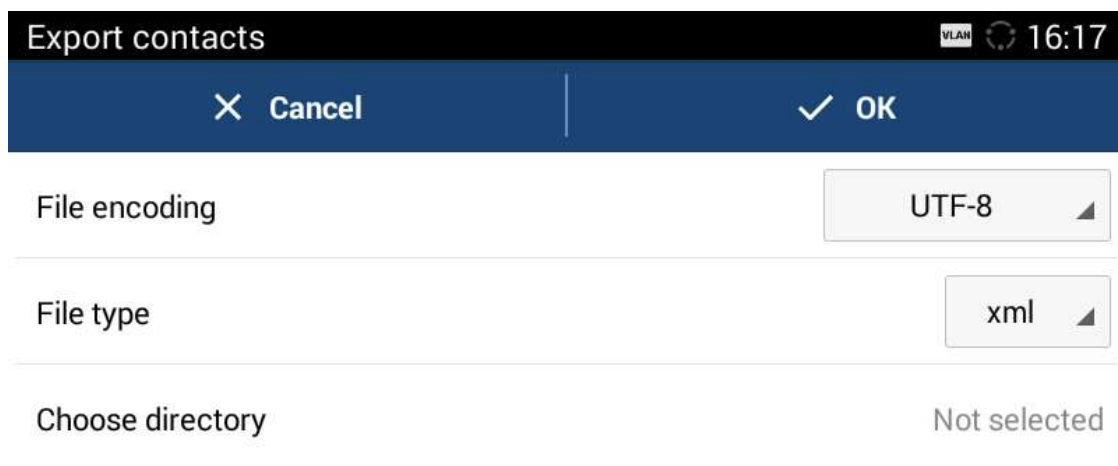 Export contacts VLAN 16:17
Cancel OK
File encoding UTF-8
File type xml
Choose directory Not selected